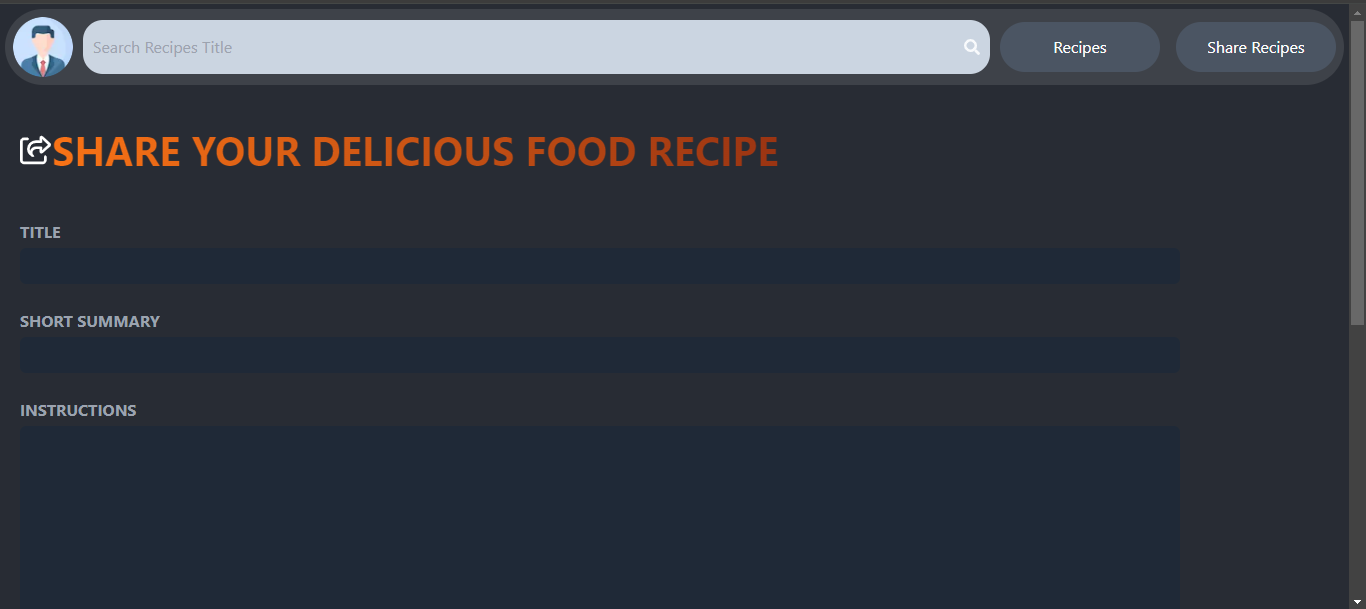 Search Recipes Title
Recipes
Share Recipes
SHARE YOUR DELICIOUS FOOD RECIPE
TITLE
SHORT SUMMARY
INSTRUCTIONS